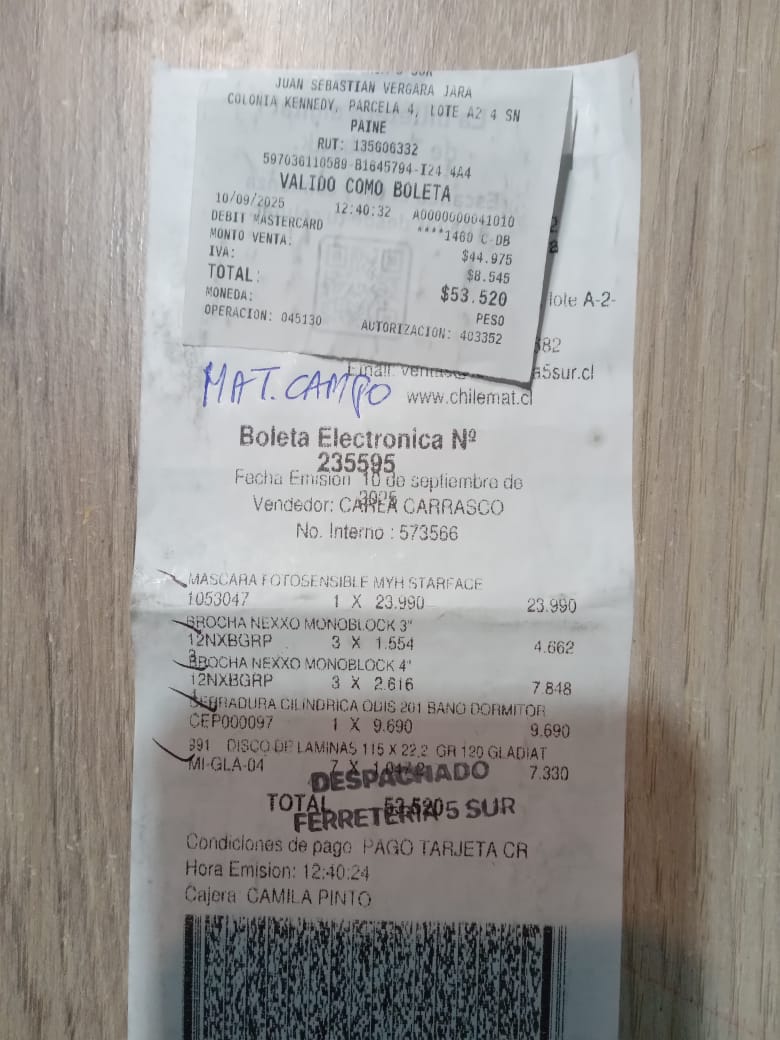 JUAN SEBASTIAN VERGARA JARA
COLONIA KENNEDY, PARCELA 4, LOTE A2 4 SN
PAINE
RUT: 135606332
597036110589-B1645794-I24.4A4
VALIDO COMO BOLETA
10/09/2025 12:40:32 A0000000041010
DEBIT MASTERCARD ****1460 C-DB
MONTO VENTA: $44.975
IVA: $8.545
TOTAL: $53.520
MONEDA: PESO
OPERACION: 045130 AUTORIZACION: 403352
lote A-2-
582
Email: a5sur.cl
MAT. CAMPO www.chilemat.cl
Boleta Electronica Nº
235595
Fecha Emision 10 de septiembre de
2025
Vendedor: CARLA CARRASCO
No. Interno : 573566
MASCARA FOTOSENSIBLE MYH STARFACE
1053047 1 X 23.990 23.990
BROCHA NEXXO MONOBLOCK 3"
12NXBGRP 3 X 1.554 4.662
3
BROCHA NEXXO MONOBLOCK 4"
12NXBGRP 3 X 2.616 7.848
CERRADURA CILINDRICA ODIS 201 BANO DORMITOR
CEP000097 1 X 9.690 9.690
991 DISCO DE LAMINAS 115 X 22.2 GR 120 GLADIAT
MI-GLA-04 7 X 7.330
DESPACHADO
TOTAL 53.520
FERRETERIA 5 SUR
Condiciones de pago: PAGO TARJETA CR
Hora Emision: 12:40:24
Cajera: CAMILA PINTO